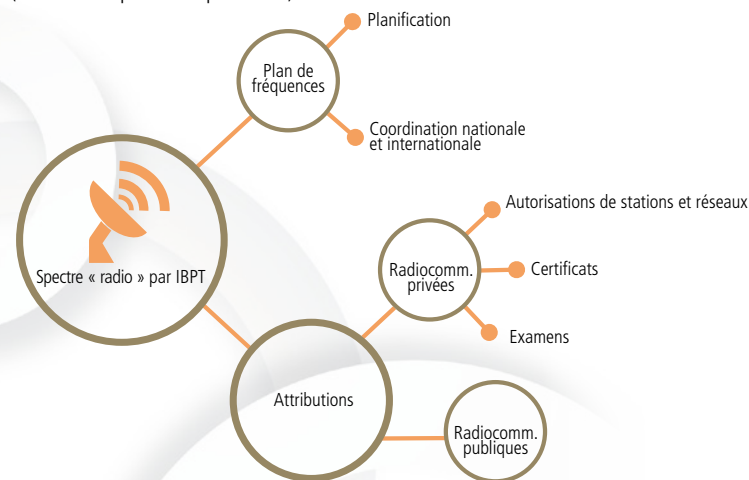 Planification
Plan de
fréquences
Coordination nationale
et internationale
Autorisations de stations et réseaux
Spectre « radio » par IBPT
Radiocomm.
privées
Certificats
Examens
Attributions
Radiocomm.
publiques